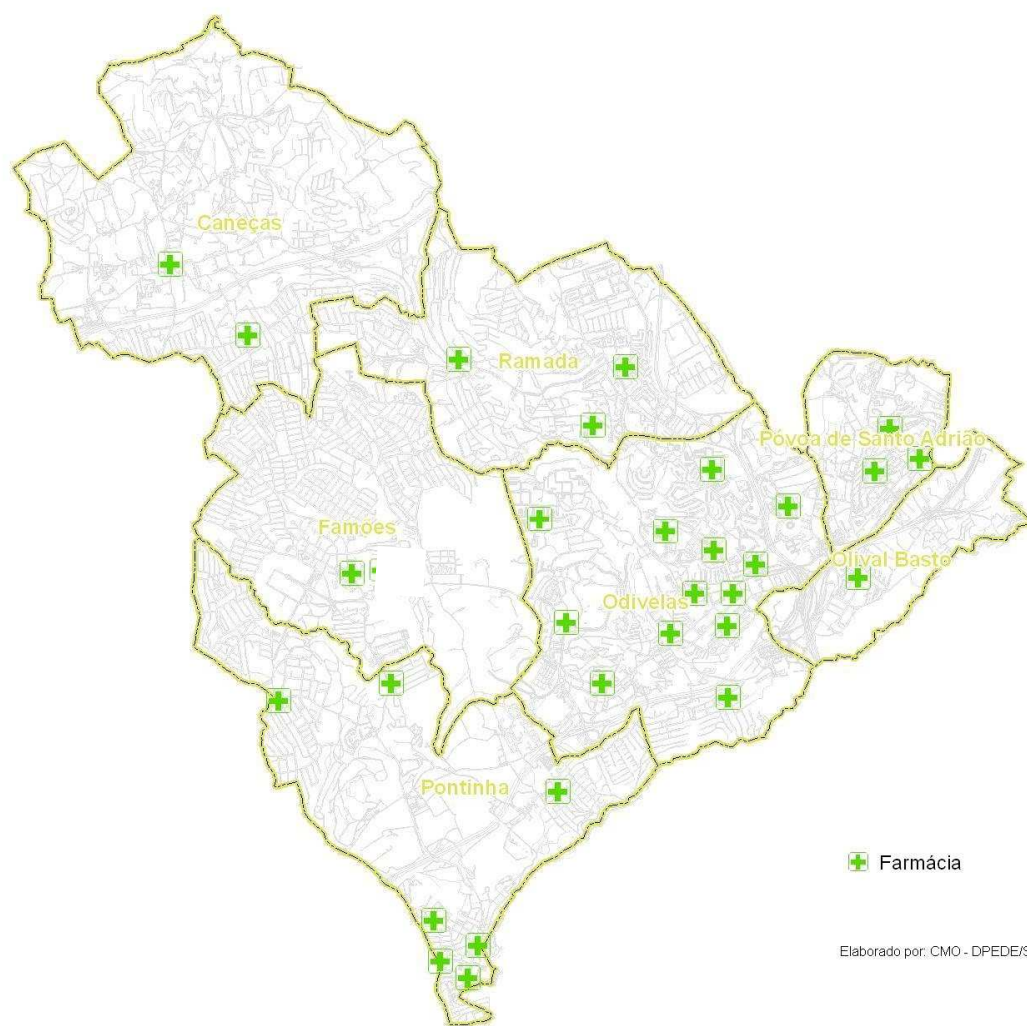 Caneças
Ramada
Póvoa de Santo Adrião
Famões
Olival Basto
Odivelas
Pontinha
Farmácia
Elaborado por: CMO - DPEDE/S